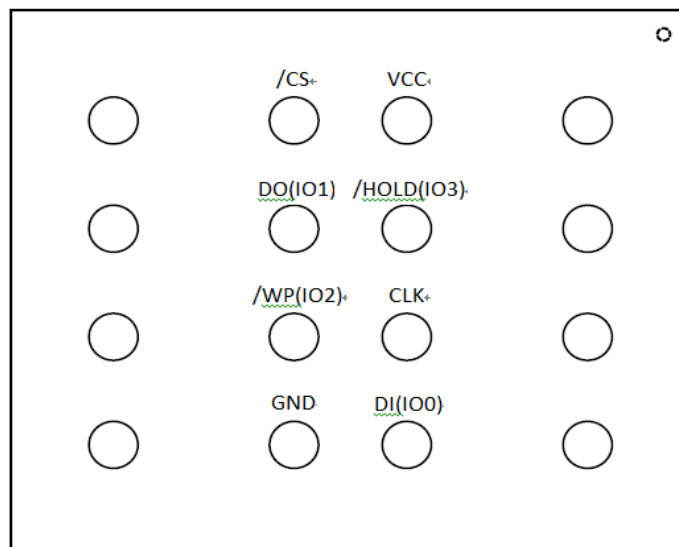 /CS VCC
DO(IO1) /HOLD(IO3)
/WP(IO2) CLK
GND DI(IO0)